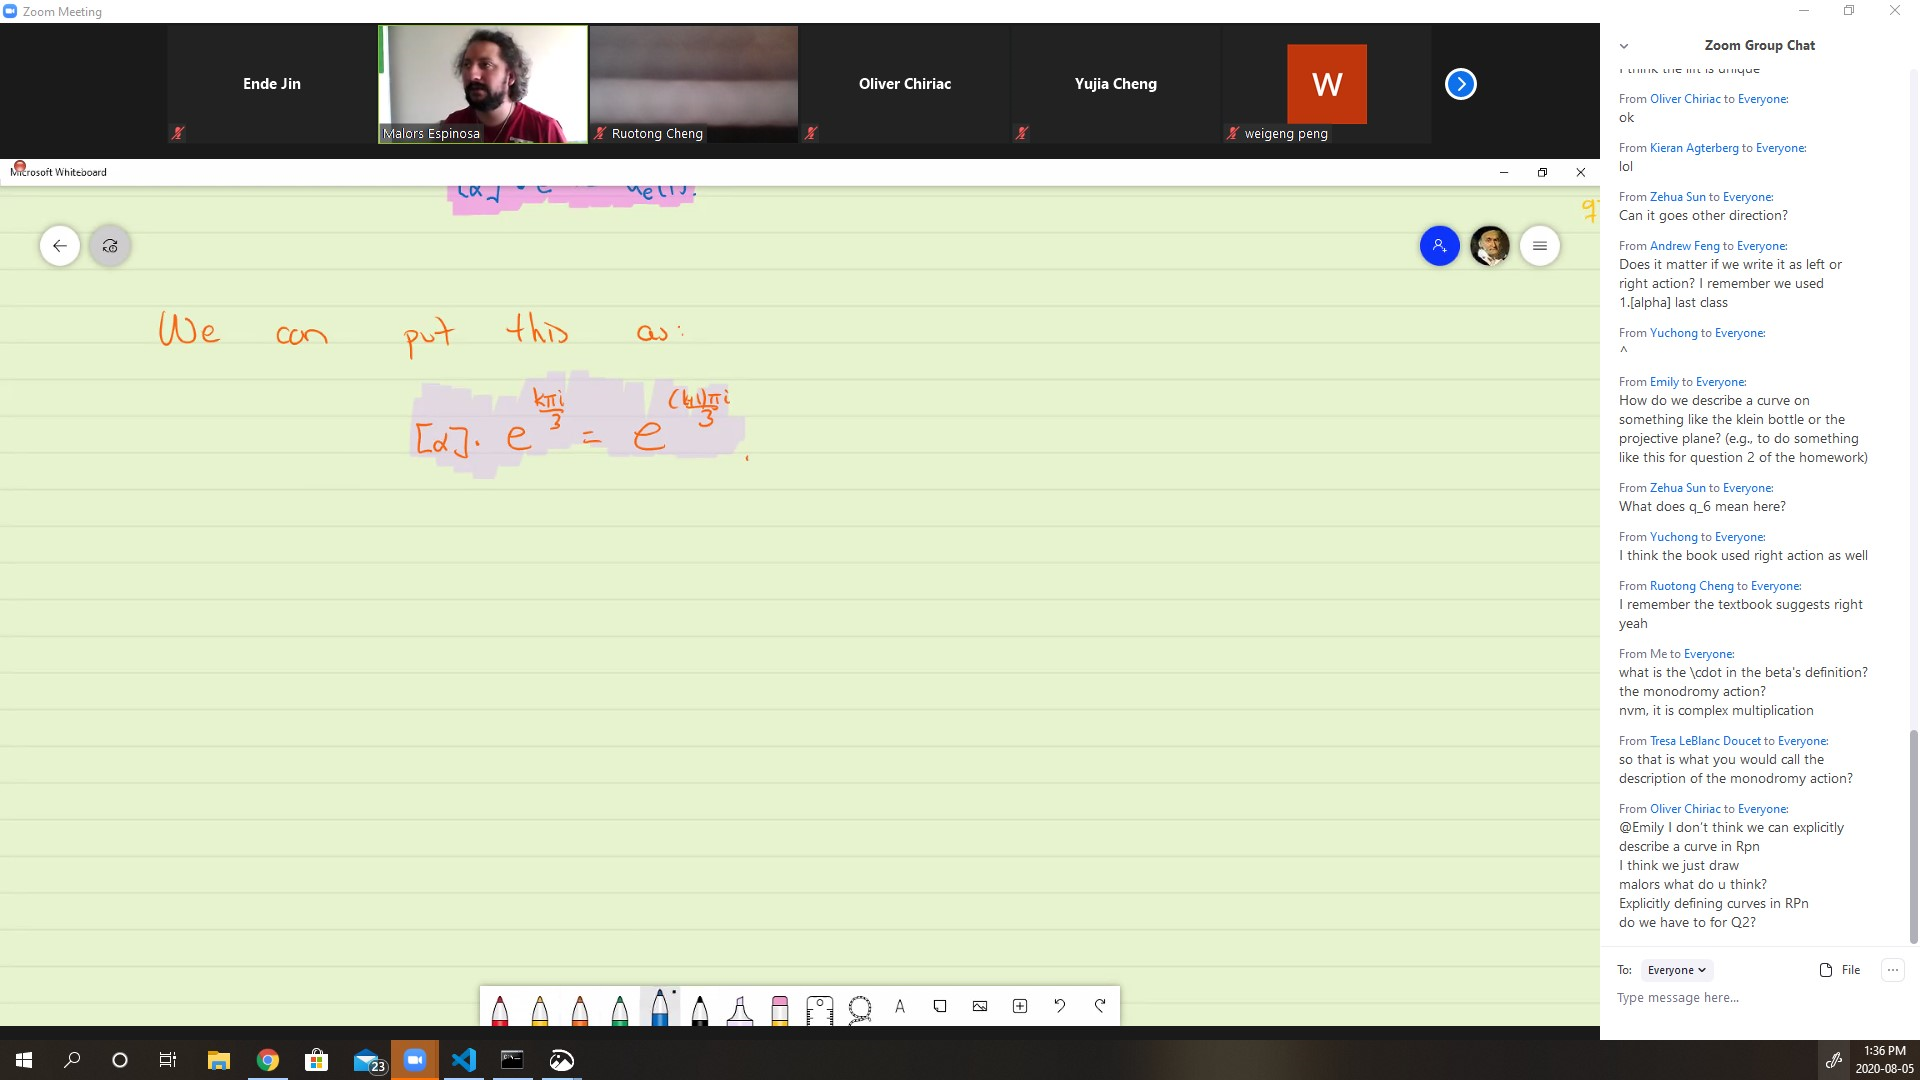 Zoom Meeting
Ende Jin
Malors Espinosa
Ruotong Cheng
Oliver Chiriac
Yujia Cheng
W
weigeng peng
Microsoft Whiteboard
We can put this as:
[α]· e^{kπi/3} = e^{(k+1)πi/3}.
Zoom Group Chat
I think the lift is unique
From Oliver Chiriac to Everyone:
ok
From Kieran Agterberg to Everyone:
lol
From Zehua Sun to Everyone:
Can it goes other direction?
From Andrew Feng to Everyone:
Does it matter if we write it as left or
right action? I remember we used
1.[alpha] last class
From Yuchong to Everyone:
^
From Emily to Everyone:
How do we describe a curve on
something like the klein bottle or the
projective plane? (e.g., to do something
like this for question 2 of the homework)
From Zehua Sun to Everyone:
What does q_6 mean here?
From Yuchong to Everyone:
I think the book used right action as well
From Ruotong Cheng to Everyone:
I remember the textbook suggests right
yeah
From Me to Everyone:
what is the \cdot in the beta's definition?
the monodromy action?
nvm, it is complex multiplication
From Tresa LeBlanc Doucet to Everyone:
so that is what you would call the
description of the monodromy action?
From Oliver Chiriac to Everyone:
@Emily I don't think we can explicitly
describe a curve in Rpn
I think we just draw
malors what do u think?
Explicitly defining curves in RPn
do we have to for Q2?
To: Everyone File
Type message here...
23
1:36 PM
2020-08-05